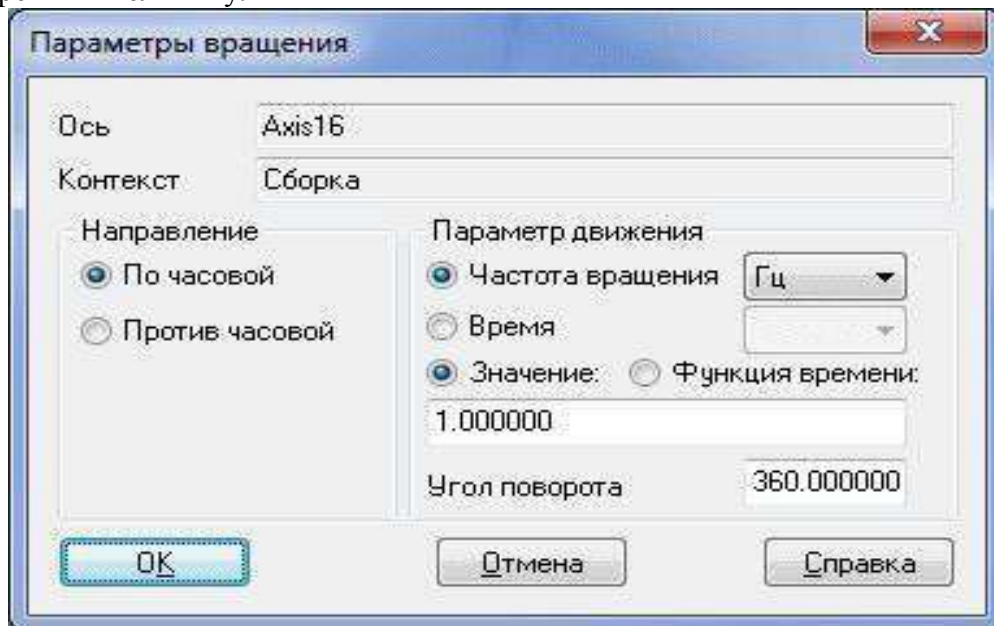 Параметры вращения
Ось Axis16
Контекст Сборка
Направление
По часовой
Против часовой
Параметр движения
Частота вращения Гц
Время
Значение: Функция времени:
1.000000
Угол поворота 360.000000
OK Отмена Справка